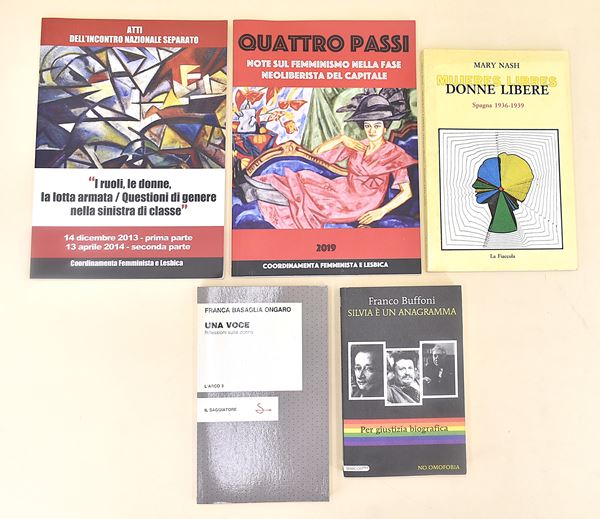 ATTI
DELL'INCONTRO NAZIONALE SEPARATO
"I ruoli, le donne,
la lotta armata / Questioni di genere
nella sinistra di classe"
14 dicembre 2013 - prima parte
13 aprile 2014 - seconda parte
Coordinamenta Femminista e Lesbica
QUATTRO PASSI
NOTE SUL FEMMINISMO NELLA FASE
NEOLIBERISTA DEL CAPITALE
2019
COORDINAMENTA FEMMINISTA E LESBICA
MARY NASH
MUJERES LIBRES
DONNE LIBERE
Spagna 1936-1939
La Fiaccola
FRANCA BASAGLIA ONGARO
UNA VOCE
Riflessioni sulla donna
L'ARCO 9
IL SAGGIATORE
Franco Buffoni
SILVIA È UN ANAGRAMMA
Per giustizia biografica
NO OMOFOBIA